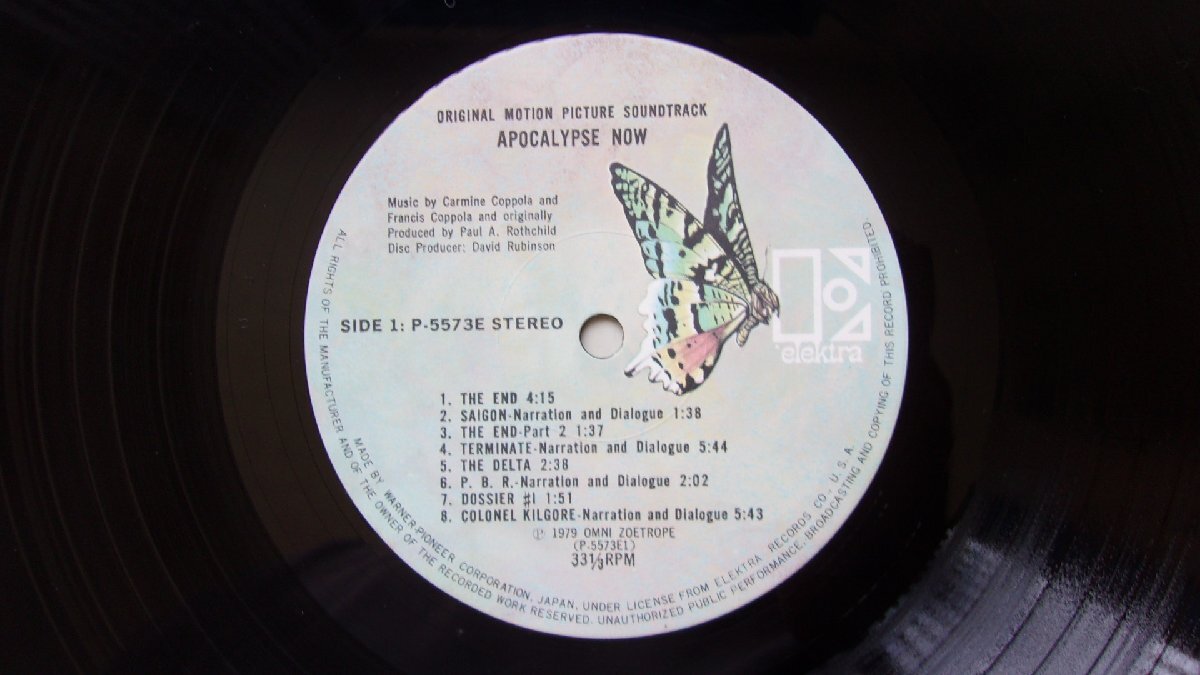 ORIGINAL MOTION PICTURE SOUNDTRACK
APOCALYPSE NOW
Music by Carmine Coppola and
Francis Coppola and originally
Produced by Paul A. Rothchild
Disc Producer: David Rubinson
SIDE 1: P-5573E STEREO
elektra
1. THE END 4:15
2. SAIGON-Narration and Dialogue 1:38
3. THE END-Part 2 1:37
4. TERMINATE-Narration and Dialogue 5:44
5. THE DELTA 2:38
6. P. B. R.-Narration and Dialogue 2:02
7. DOSSIER #1 1:51
8. COLONEL KILGORE-Narration and Dialogue 5:43
℗ 1979 OMNI ZOETROPE
(P-5573E1)
33 1/3 RPM
MADE BY WARNER-PIONEER CORPORATION, JAPAN, UNDER LICENSE FROM ELEKTRA RECORDS CO., U. S. A.
ALL RIGHTS OF THE MANUFACTURER AND OF THE OWNER OF THE RECORDED WORK RESERVED. UNAUTHORIZED PUBLIC PERFORMANCE, BROADCASTING AND COPYING OF THIS RECORD PROHIBITED.